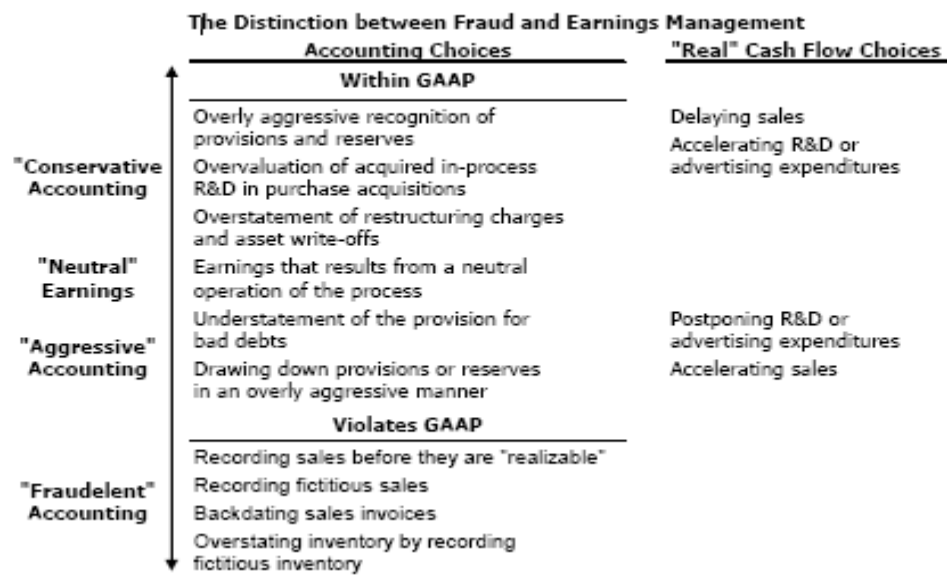 The Distinction between Fraud and Earnings Management
Accounting Choices
"Real" Cash Flow Choices
Within GAAP
"Conservative
Accounting
Overly aggressive recognition of
provisions and reserves
Overvaluation of acquired in-process
R&D in purchase acquisitions
Overstatement of restructuring charges
and asset write-offs
Delaying sales
Accelerating R&D or
advertising expenditures
"Neutral"
Earnings
Earnings that results from a neutral
operation of the process
"Aggressive"
Accounting
Understatement of the provision for
bad debts
Drawing down provisions or reserves
in an overly aggressive manner
Postponing R&D or
advertising expenditures
Accelerating sales
Violates GAAP
"Fraudelent"
Accounting
Recording sales before they are "realizable"
Recording fictitious sales
Backdating sales invoices
Overstating inventory by recording
fictitious inventory